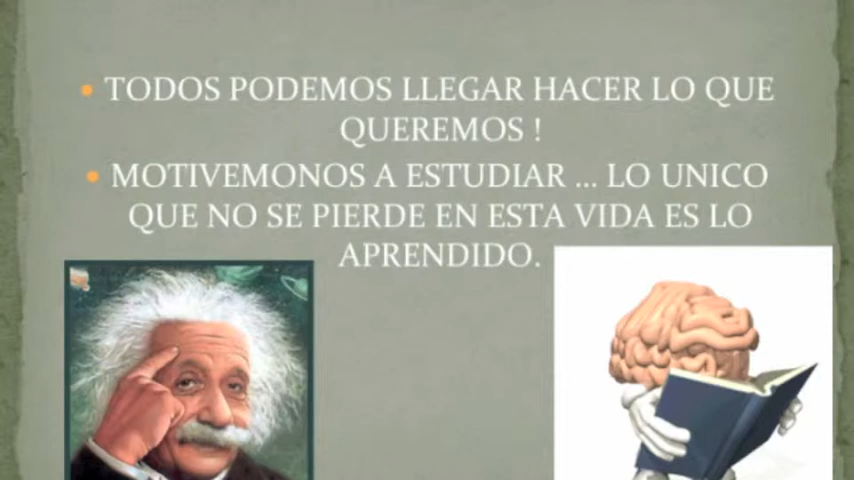 TODOS PODEMOS LLEGAR HACER LO QUE
QUEREMOS !
MOTIVEMONOS A ESTUDIAR ... LO UNICO
QUE NO SE PIERDE EN ESTA VIDA ES LO
APRENDIDO.